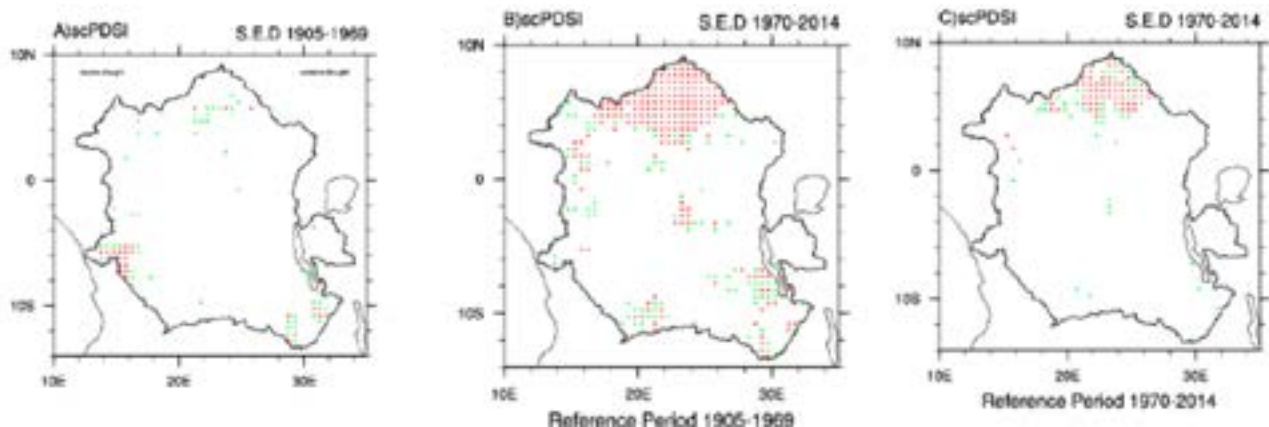 A)scPDSI S.E.D 1905-1969
10N
0
10S
10E 20E 30E
B)scPDSI S.E.D 1970-2014
10N
0
10S
10E 20E 30E
Reference Period 1905-1969
C)scPDSI S.E.D 1970-2014
10N
0
10S
10E 20E 30E
Reference Period 1970-2014